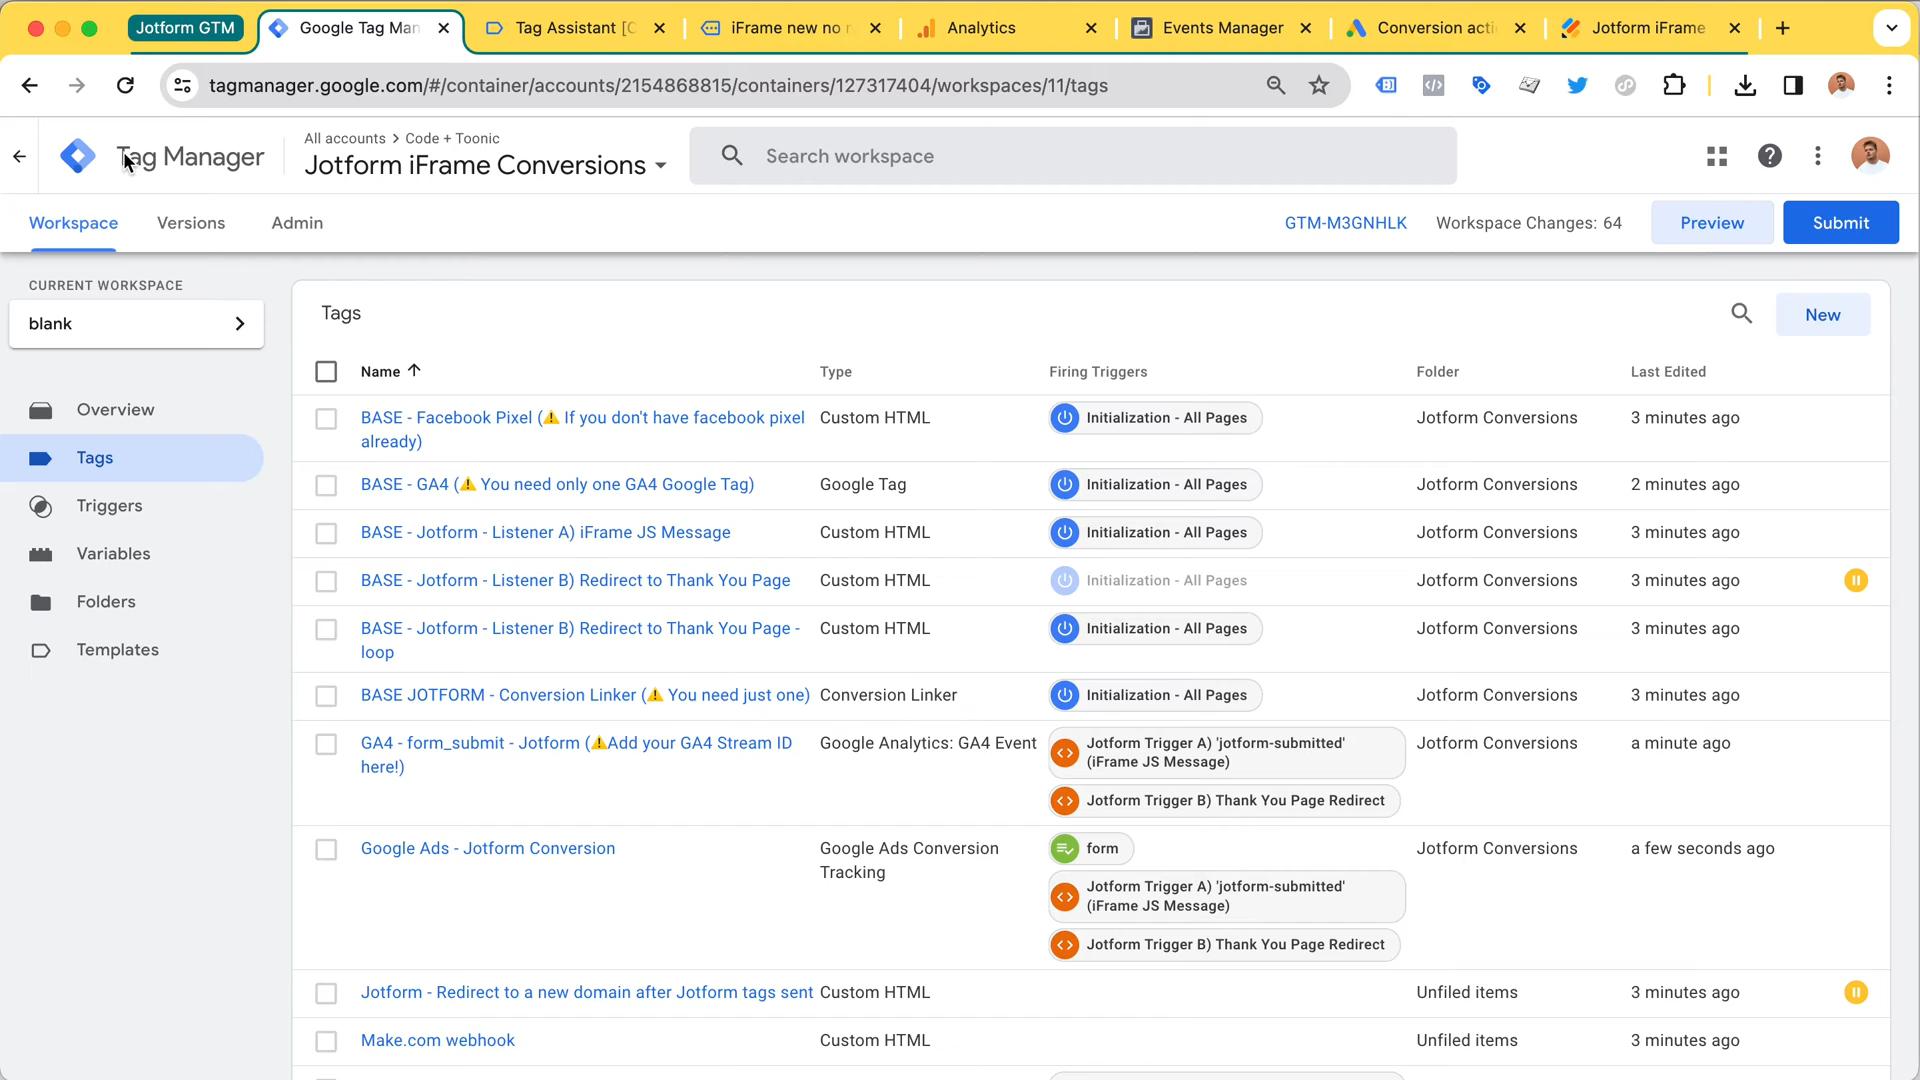 Jotform GTM
Google Tag Man
Tag Assistant [C
iFrame new no r
Analytics
Events Manager
Conversion acti
Jotform iFrame
tagmanager.google.com/#/container/accounts/2154868815/containers/127317404/workspaces/11/tags
Tag Manager
All accounts > Code + Toonic
Jotform iFrame Conversions
Search workspace
Workspace
Versions
Admin
GTM-M3GNHLK
Workspace Changes: 64
Preview
Submit
CURRENT WORKSPACE
blank
Overview
Tags
Triggers
Variables
Folders
Templates
Tags
New
Name Type Firing Triggers Folder Last Edited
BASE - Facebook Pixel (⚠ If you don't have facebook pixel Custom HTML Initialization - All Pages Jotform Conversions 3 minutes ago
already)
BASE - GA4 (⚠ You need only one GA4 Google Tag) Google Tag Initialization - All Pages Jotform Conversions 2 minutes ago
BASE - Jotform - Listener A) iFrame JS Message Custom HTML Initialization - All Pages Jotform Conversions 3 minutes ago
BASE - Jotform - Listener B) Redirect to Thank You Page Custom HTML Initialization - All Pages Jotform Conversions 3 minutes ago
BASE - Jotform - Listener B) Redirect to Thank You Page - Custom HTML Initialization - All Pages Jotform Conversions 3 minutes ago
loop
BASE JOTFORM - Conversion Linker (⚠ You need just one) Conversion Linker Initialization - All Pages Jotform Conversions 3 minutes ago
GA4 - form_submit - Jotform (⚠Add your GA4 Stream ID Google Analytics: GA4 Event Jotform Trigger A) 'jotform-submitted' Jotform Conversions a minute ago
here!) (iFrame JS Message)
Jotform Trigger B) Thank You Page Redirect
Google Ads - Jotform Conversion Google Ads Conversion form Jotform Conversions a few seconds ago
Tracking
Jotform Trigger A) 'jotform-submitted'
(iFrame JS Message)
Jotform Trigger B) Thank You Page Redirect
Jotform - Redirect to a new domain after Jotform tags sent Custom HTML Unfiled items 3 minutes ago
Make.com webhook Custom HTML Unfiled items 3 minutes ago